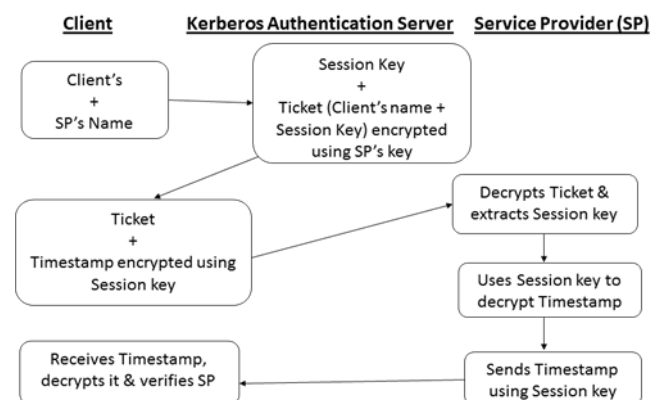 Client
Kerberos Authentication Server
Service Provider (SP)
Client's
+
SP's Name
Session Key
+
Ticket (Client's name +
Session Key) encrypted
using SP's key
Ticket
+
Timestamp encrypted using
Session key
Decrypts Ticket &
extracts Session key
Uses Session key to
decrypt Timestamp
Sends Timestamp
using Session key
Receives Timestamp,
decrypts it & verifies SP